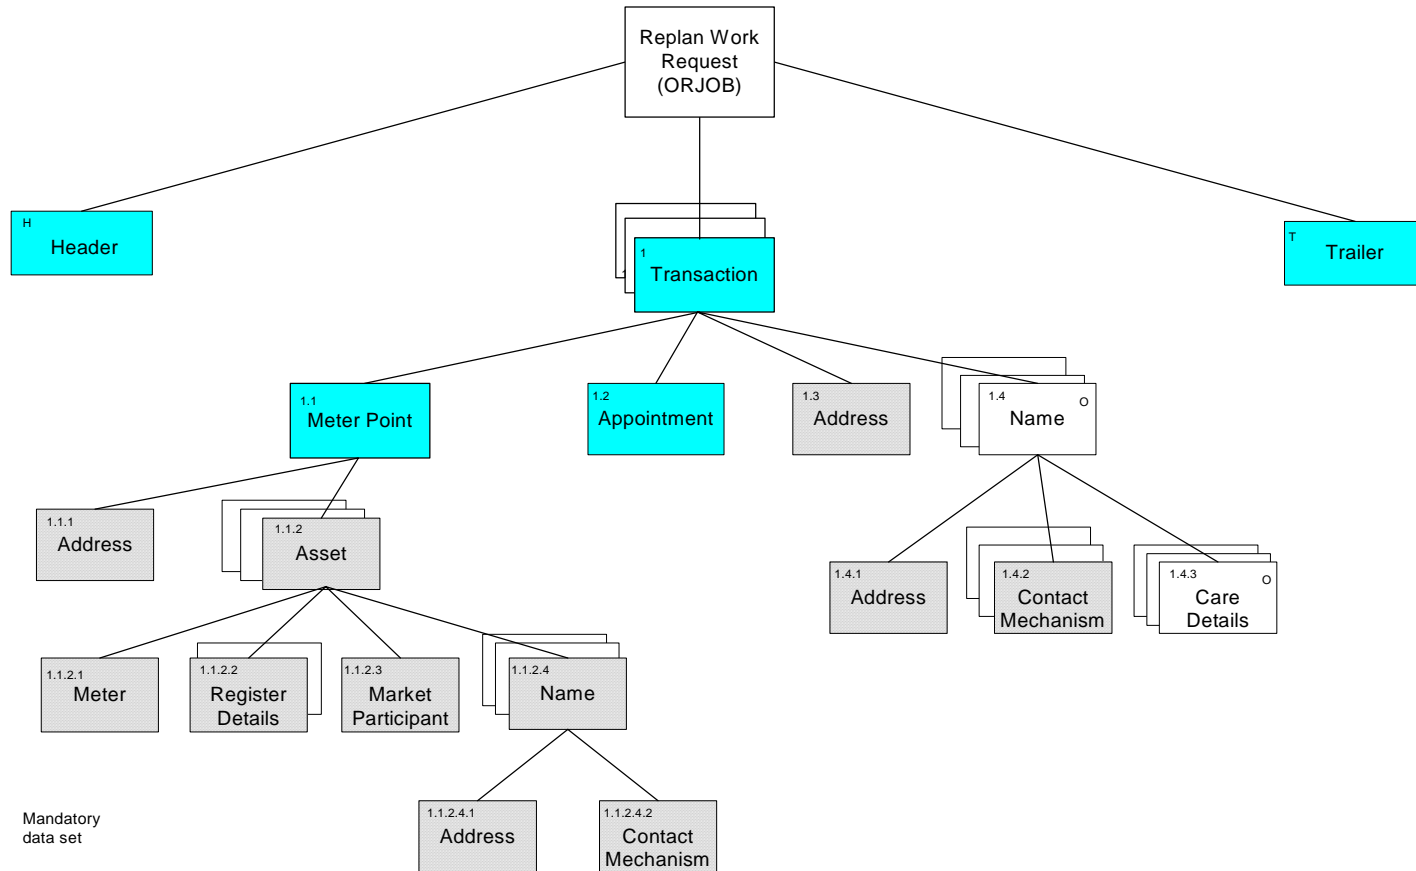 Replan Work
Request
(ORJOB)
H
Header
1
Transaction
T
Trailer
1.1
Meter Point
1.2
Appointment
1.3
Address
1.4
O
Name
1.1.1
Address
1.1.2
Asset
1.4.1
Address
1.4.2
Contact
Mechanism
1.4.3
O
Care
Details
1.1.2.1
Meter
1.1.2.2
Register
Details
1.1.2.3
Market
Participant
1.1.2.4
Name
1.1.2.4.1
Address
1.1.2.4.2
Contact
Mechanism
Mandatory
data set